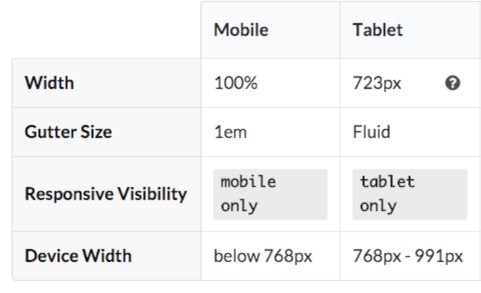 Mobile Tablet
Width 100% 723px ?
Gutter Size 1em Fluid
Responsive Visibility mobile only tablet only
Device Width below 768px 768px - 991px